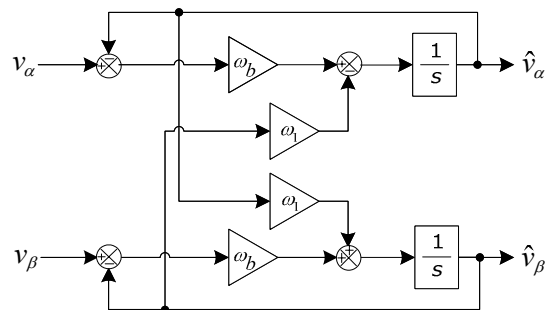 v_α + − ω_b + − 1/s v̂_α
ω_1
ω_1
v_β + − ω_b + + 1/s v̂_β